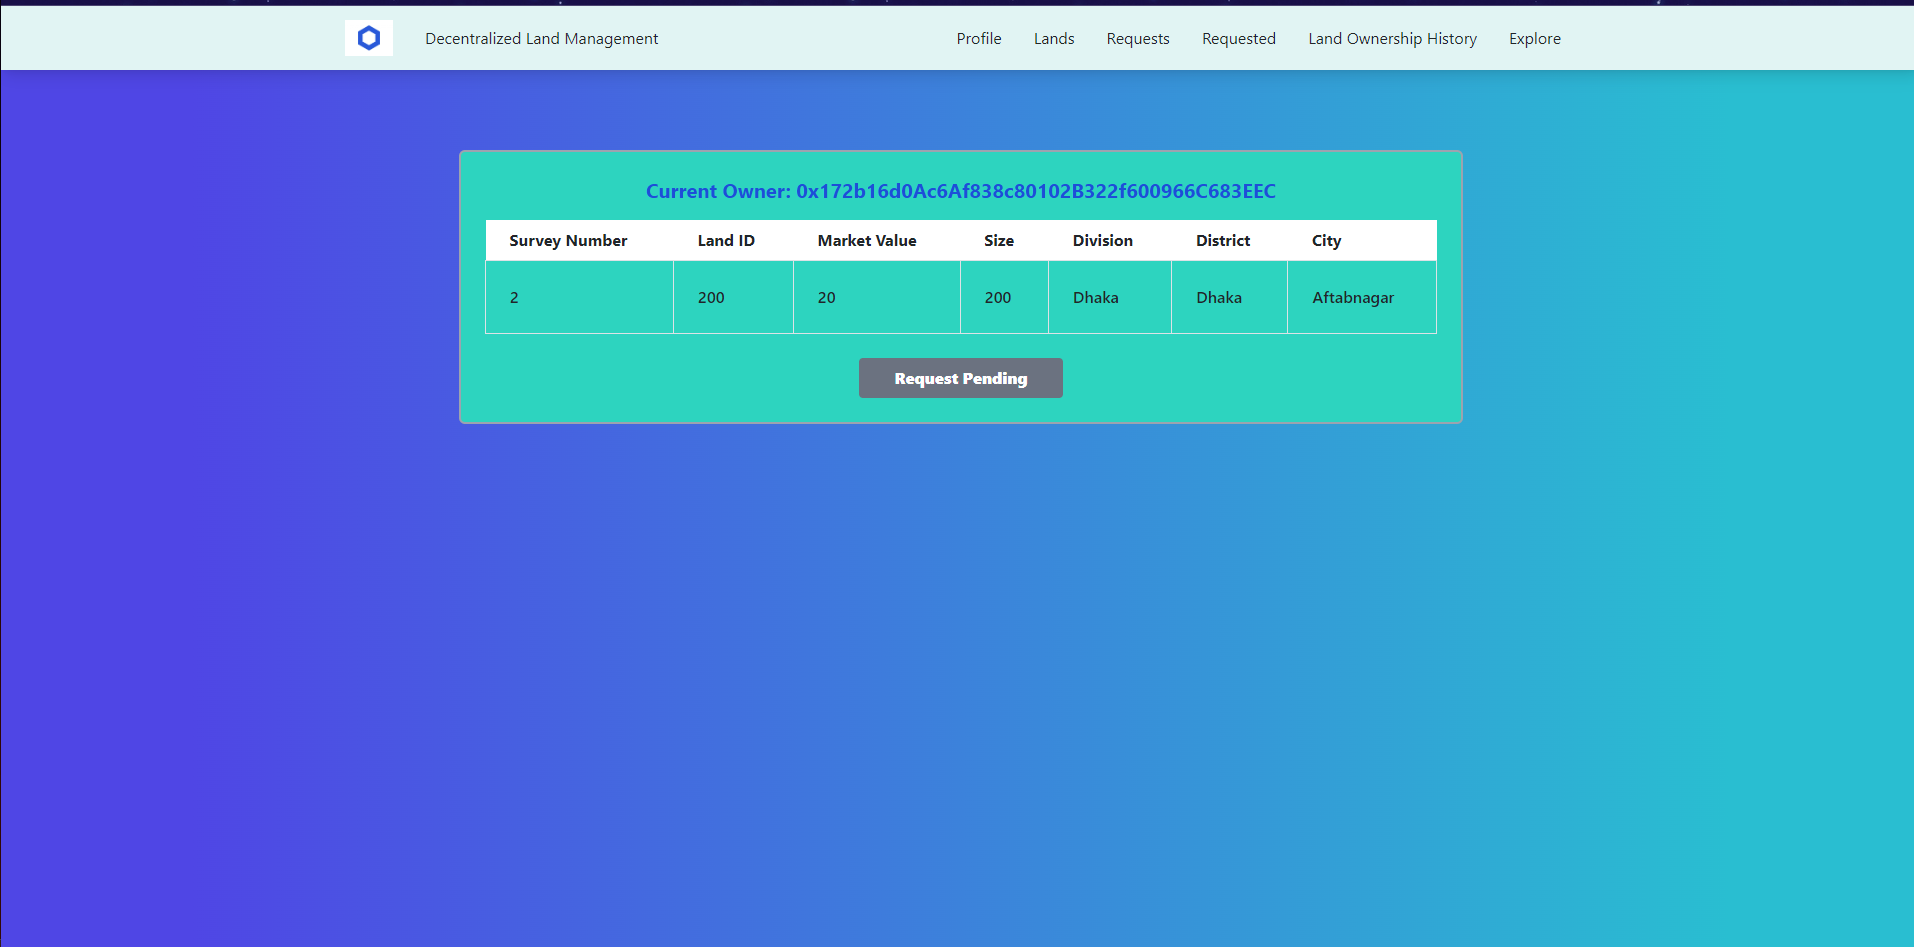 Decentralized Land Management Profile Lands Requests Requested Land Ownership History Explore
Current Owner: 0x172b16d0Ac6Af838c80102B322f600966C683EEC
Survey Number Land ID Market Value Size Division District City
2 200 20 200 Dhaka Dhaka Aftabnagar
Request Pending